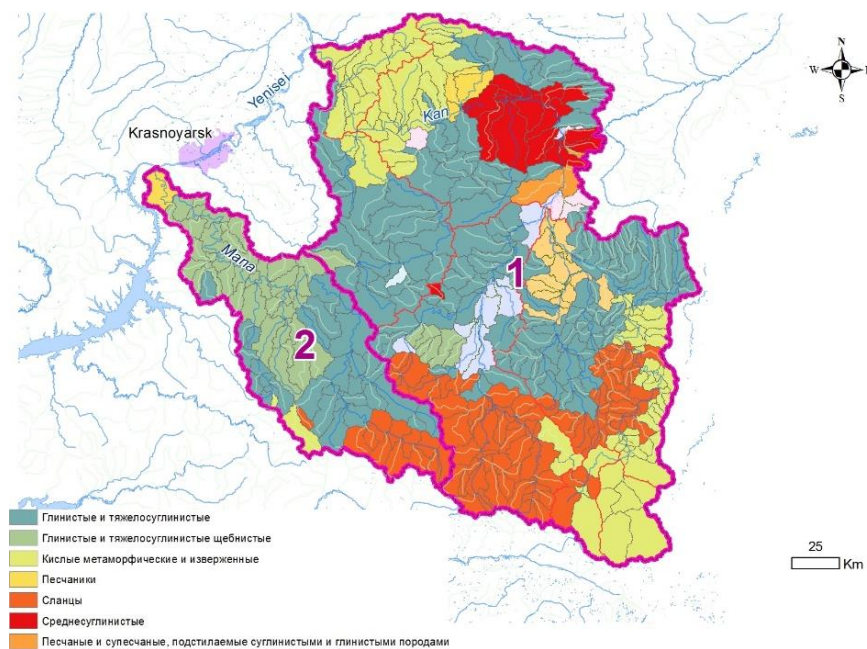 N
W
E
S
Yenisei
Krasnoyarsk
Kan
Mana
1
2
25
Km
Глинистые и тяжелосуглинистые
Глинистые и тяжелосуглинистые щебнистые
Кислые метаморфические и изверженные
Песчаники
Сланцы
Среднесуглинистые
Песчаные и супесчаные, подстилаемые суглинистыми и глинистыми породами